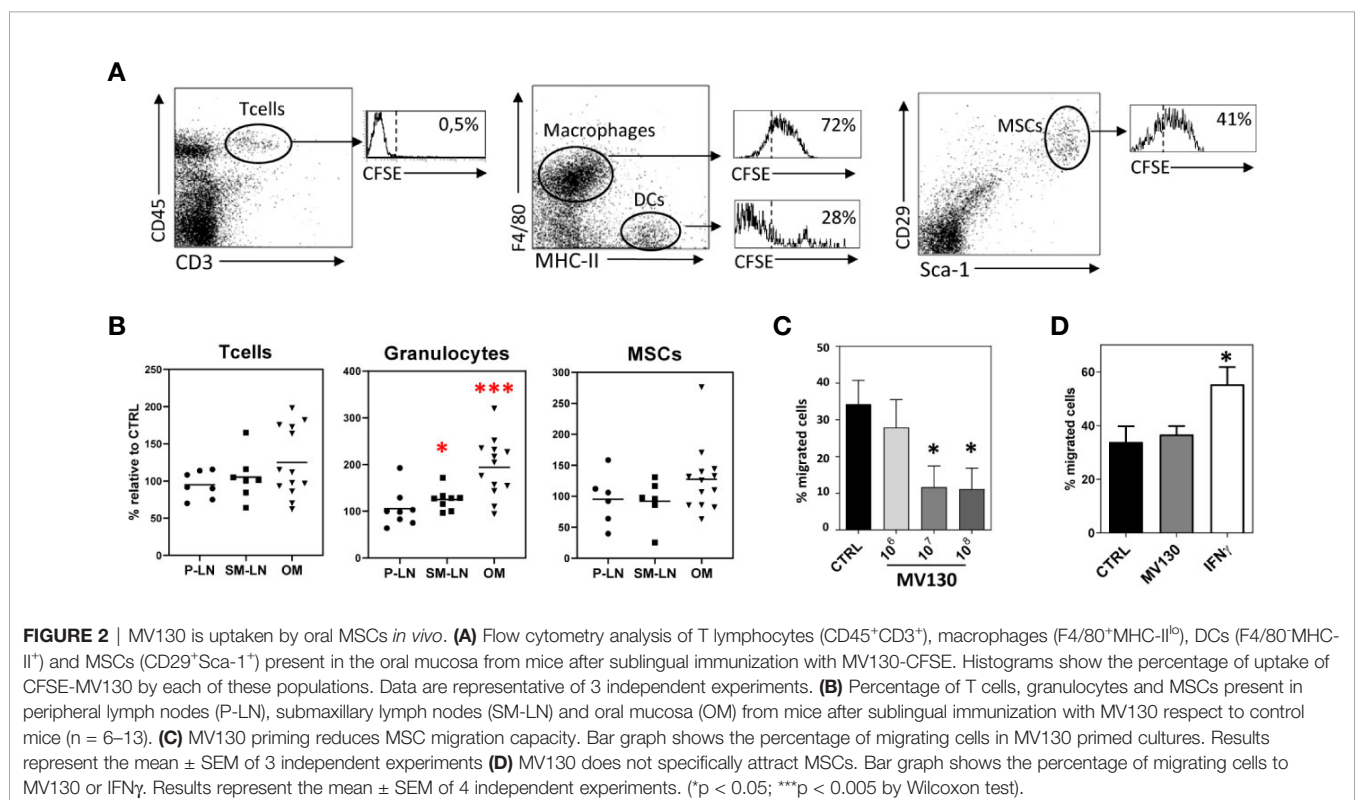 A
Tcells
CD45
CD3
0,5%
CFSE
Macrophages
DCs
F4/80
MHC-II
72%
CFSE
28%
CFSE
MSCs
CD29
Sca-1
41%
CFSE
B
Tcells
% relative to CTRL
250
200
150
100
50
0
P-LN SM-LN OM
Granulocytes
400
300
200
100
0
*
***
P-LN SM-LN OM
MSCs
300
250
200
150
100
50
0
P-LN SM-LN OM
C
% migrated cells
50
40
30
20
10
0
* *
CTRL 10⁶ 10⁷ 10⁸
MV130
D
% migrated cells
60
40
20
0
*
CTRL MV130 IFNγ
FIGURE 2 | MV130 is uptaken by oral MSCs in vivo. (A) Flow cytometry analysis of T lymphocytes (CD45⁺CD3⁺), macrophages (F4/80⁺MHC-IIˡᵒ), DCs (F4/80⁻MHC-
II⁺) and MSCs (CD29⁺Sca-1⁺) present in the oral mucosa from mice after sublingual immunization with MV130-CFSE. Histograms show the percentage of uptake of
CFSE-MV130 by each of these populations. Data are representative of 3 independent experiments. (B) Percentage of T cells, granulocytes and MSCs present in
peripheral lymph nodes (P-LN), submaxillary lymph nodes (SM-LN) and oral mucosa (OM) from mice after sublingual immunization with MV130 respect to control
mice (n = 6–13). (C) MV130 priming reduces MSC migration capacity. Bar graph shows the percentage of migrating cells in MV130 primed cultures. Results
represent the mean ± SEM of 3 independent experiments (D) MV130 does not specifically attract MSCs. Bar graph shows the percentage of migrating cells to
MV130 or IFNγ. Results represent the mean ± SEM of 4 independent experiments. (*p < 0.05; ***p < 0.005 by Wilcoxon test).